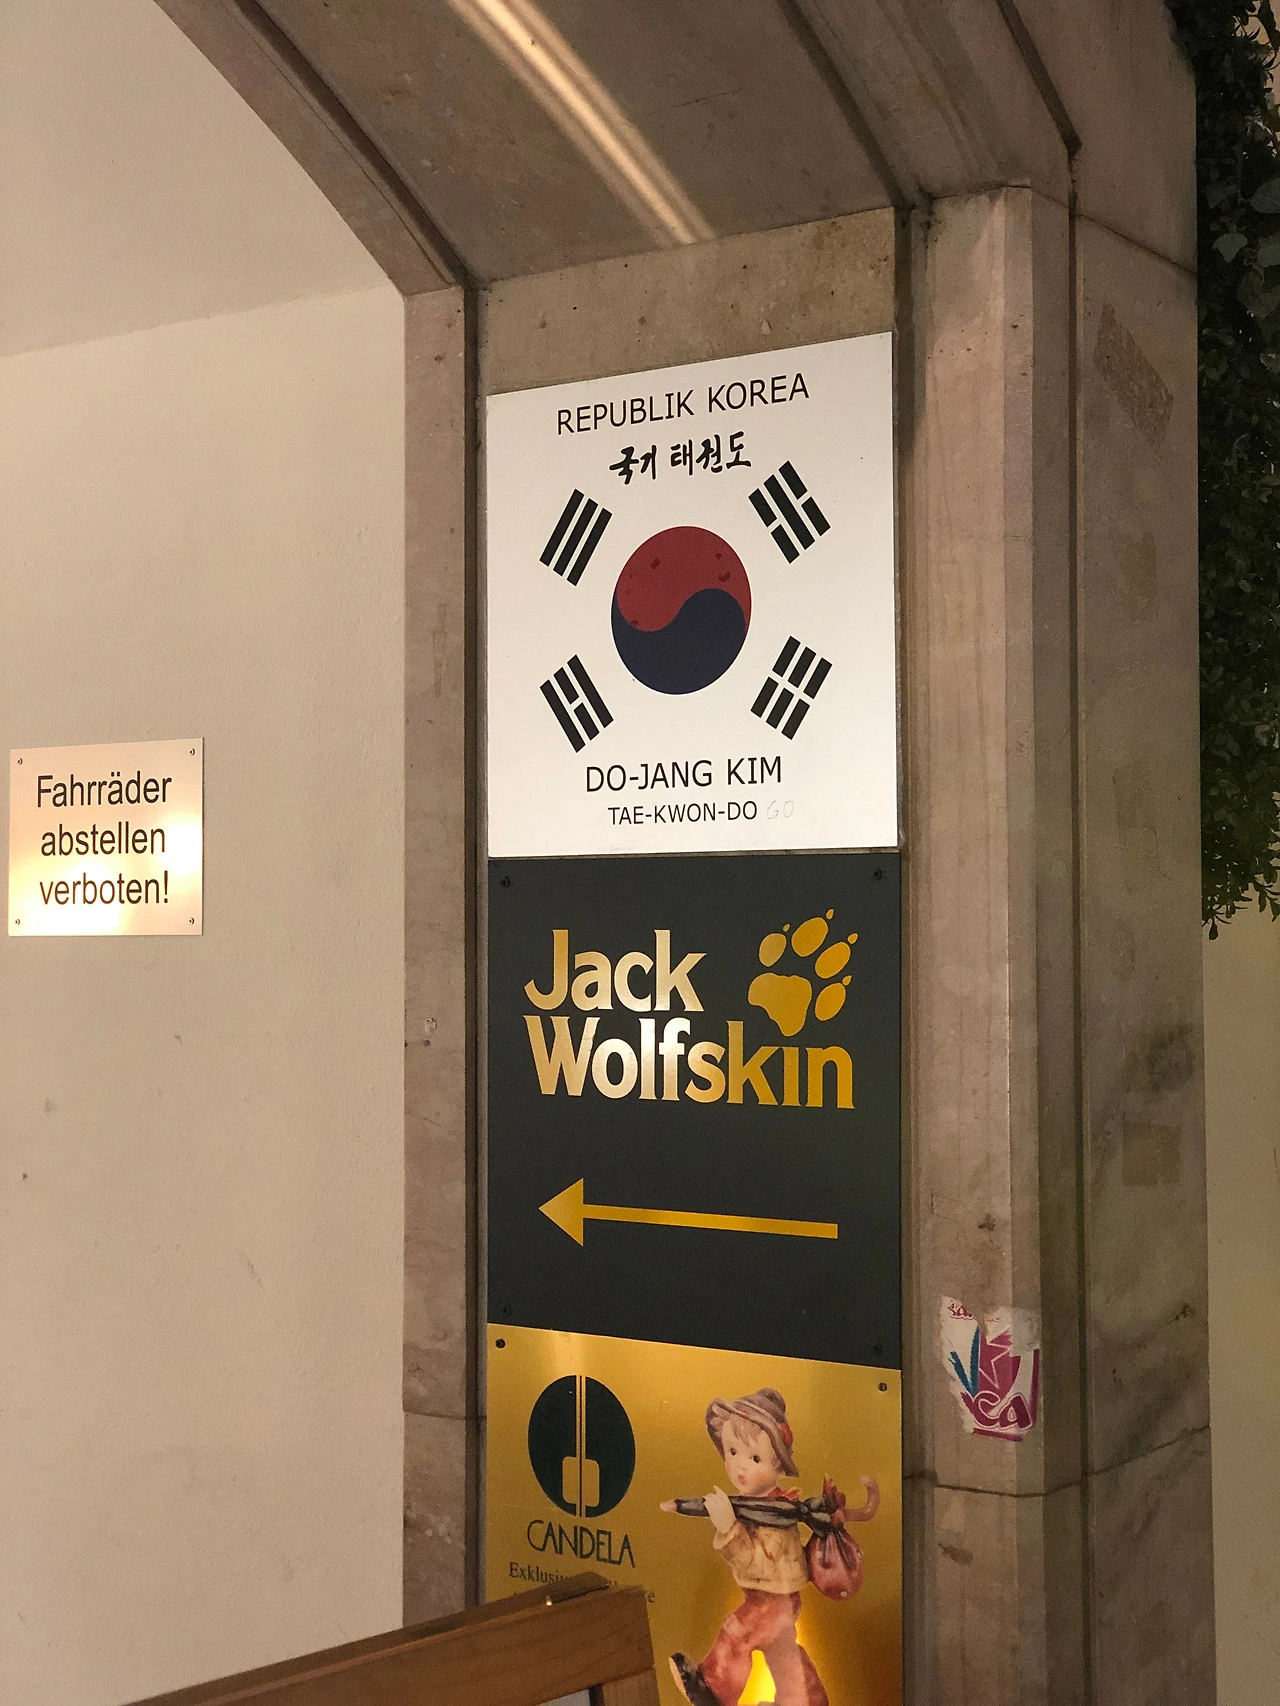 Fahrräder
abstellen
verboten!
REPUBLIK KOREA
국기 태권도
DO-JANG KIM
TAE-KWON-DO GO
Jack
Wolfskin
CANDELA